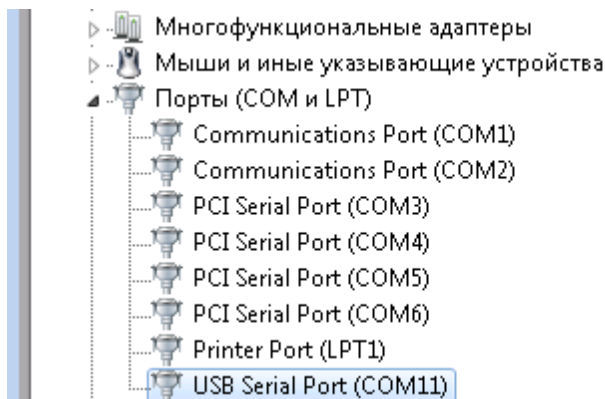 Многофункциональные адаптеры
Мыши и иные указывающие устройства
Порты (COM и LPT)
Communications Port (COM1)
Communications Port (COM2)
PCI Serial Port (COM3)
PCI Serial Port (COM4)
PCI Serial Port (COM5)
PCI Serial Port (COM6)
Printer Port (LPT1)
USB Serial Port (COM11)